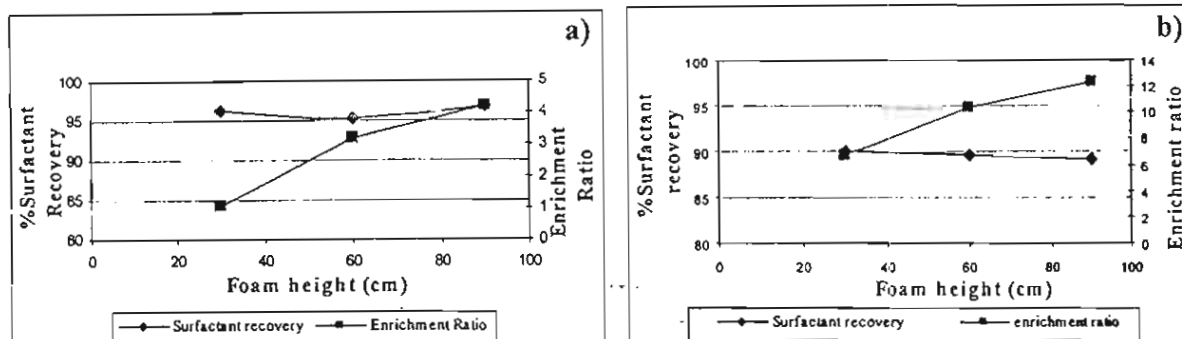 a)
%Surfactant
Recovery
100
95
90
85
80
5
4
3
2
1
0
Enrichment
Ratio
0 20 40 60 80 100
Foam height (cm)
Surfactant recovery
Enrichment Ratio
b)
%Surfactant
recovery
100
95
90
85
80
14
12
10
8
6
4
2
0
Enrichment ratio
0 20 40 60 80 100
Foam height (cm)
Surfactant recovery
enrichment ratio